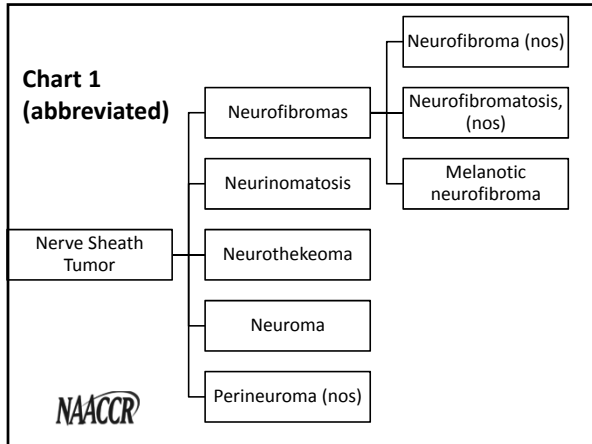 Chart 1
(abbreviated)
Nerve Sheath
Tumor
Neurofibromas
Neurinomatosis
Neurothekeoma
Neuroma
Perineuroma (nos)
Neurofibroma (nos)
Neurofibromatosis,
(nos)
Melanotic
neurofibroma
NAACCR